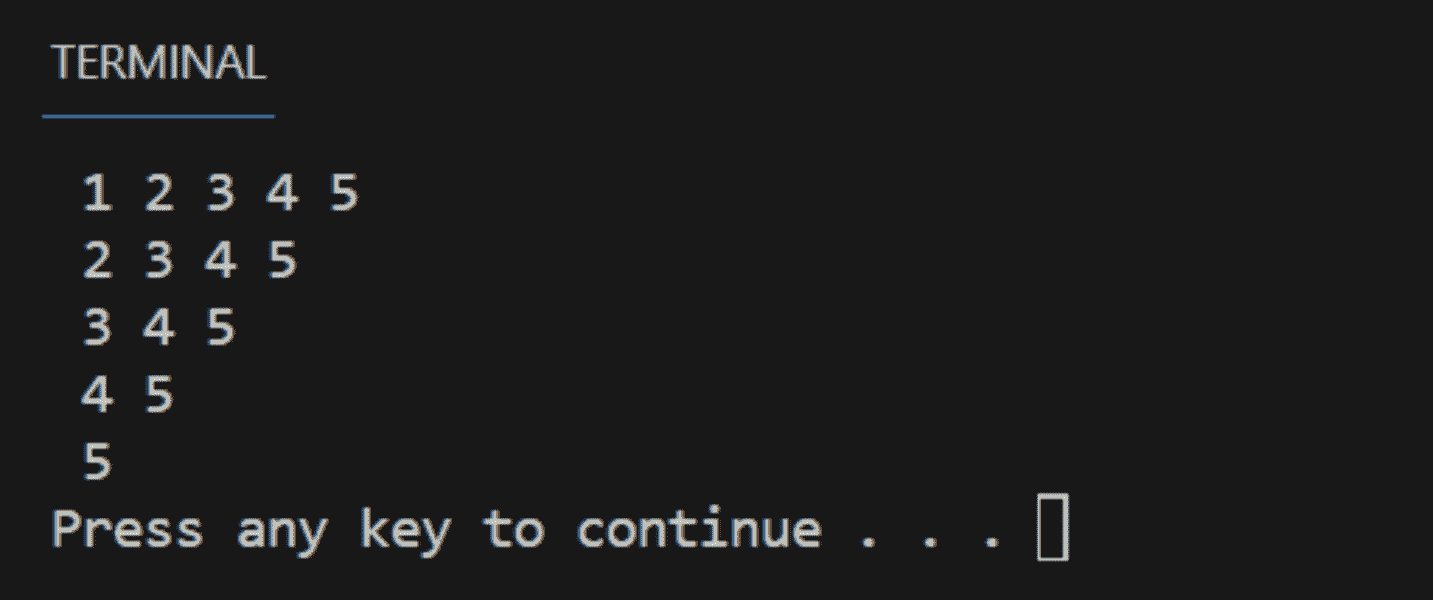 TERMINAL
1 2 3 4 5
2 3 4 5
3 4 5
4 5
5
Press any key to continue . . .